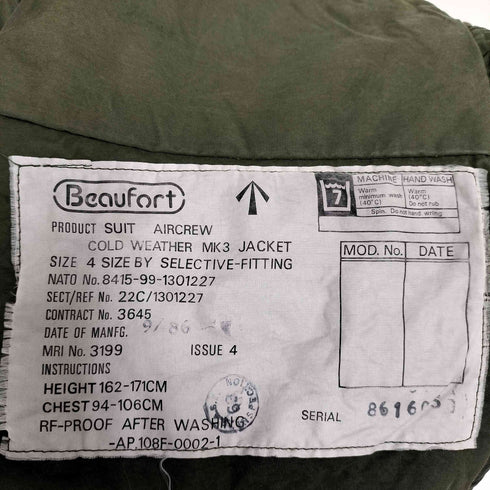 Beaufort
PRODUCT SUIT AIRCREW
COLD WEATHER MK3 JACKET
SIZE 4 SIZE BY SELECTIVE-FITTING
NATO No. 8415-99-1301227
SECT/REF No. 22C/1301227
CONTRACT No. 3645
DATE OF MANFG. 9/86
MRI No. 3199 ISSUE 4
INSTRUCTIONS
HEIGHT 162-171CM
CHEST 94-106CM
RF-PROOF AFTER WASHING
-AP.108F-0002-1
7
MACHINE HAND WASH
Warm Warm
minimum wash (40°C)
(40°C) Do not rub
Spin. Do not hand wring
MOD. No. DATE
SERIAL 8616